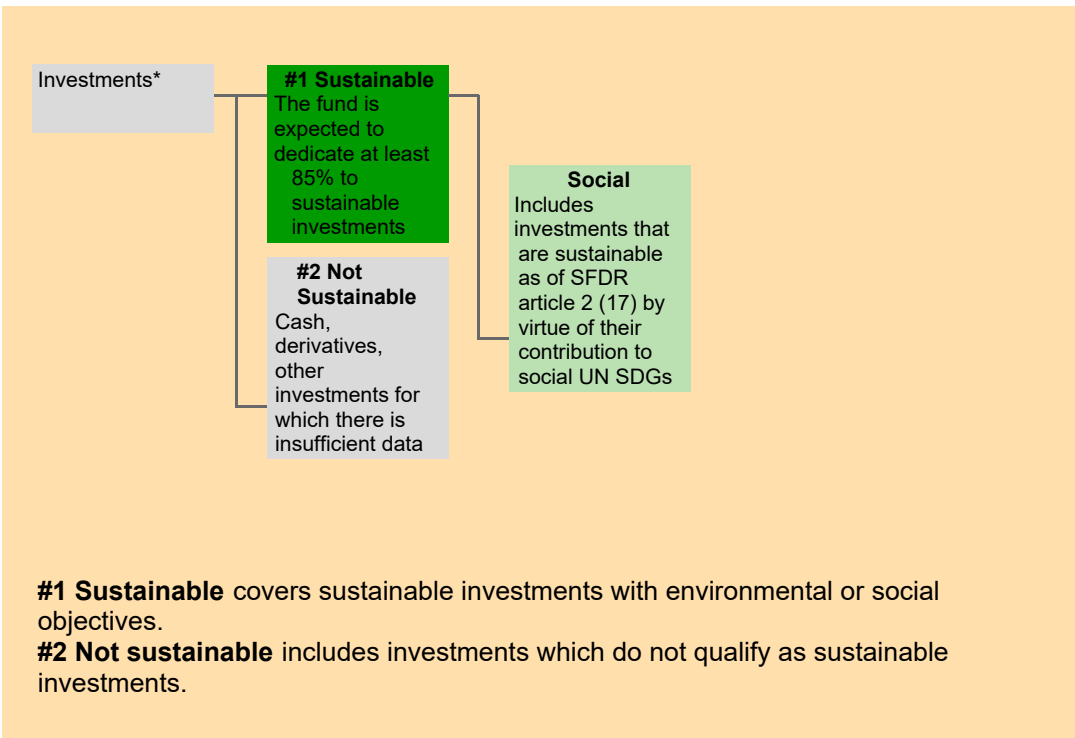 Investments*
#1 Sustainable
The fund is
expected to
dedicate at least
85% to
sustainable
investments
#2 Not
Sustainable
Cash,
derivatives,
other
investments for
which there is
insufficient data
Social
Includes
investments that
are sustainable
as of SFDR
article 2 (17) by
virtue of their
contribution to
social UN SDGs
#1 Sustainable covers sustainable investments with environmental or social
objectives.
#2 Not sustainable includes investments which do not qualify as sustainable
investments.